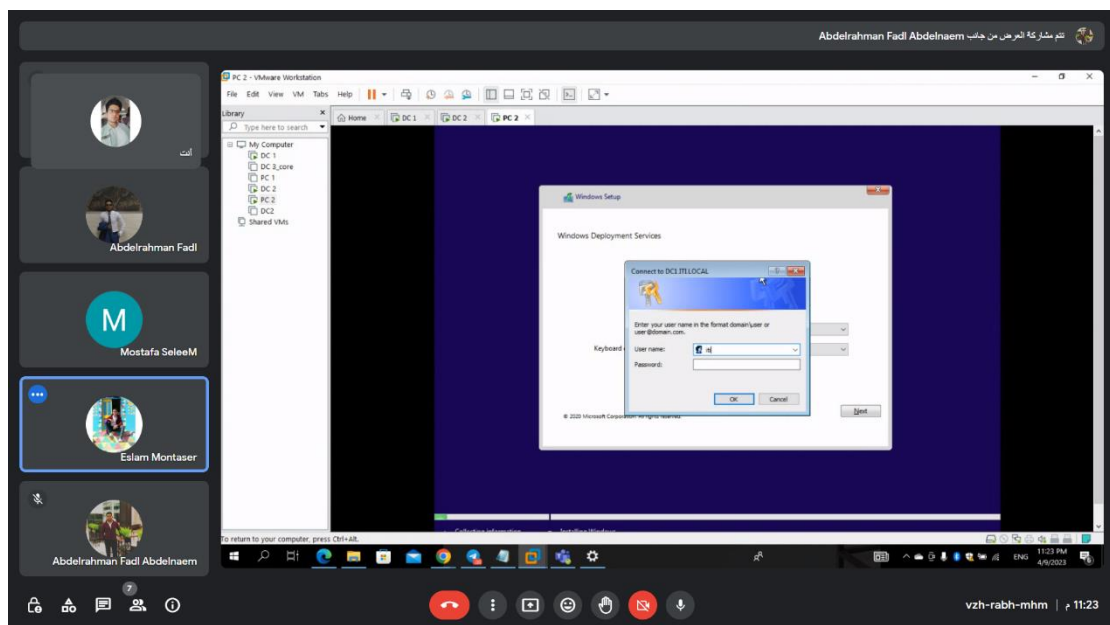 تتم مشاركة العرض من جانب Abdelrahman Fadl Abdelnaem
أنت
Abdelrahman Fadl
M
Mostafa SeleeM
Eslam Montaser
Abdelrahman Fadl Abdelnaem
PC 2 - VMware Workstation
File Edit View VM Tabs Help
Library
Type here to search
My Computer
DC 1
DC 3_core
PC 1
DC 2
PC 2
DC2
Shared VMs
Home DC 1 DC 2 PC 2
Windows Setup
Windows Deployment Services
Connect to DC1.ITI.LOCAL
Enter your user name in the format domain\user or
user@domain.com.
User name:
Password:
OK Cancel
Keyboard
© 2020 Microsoft Corporation. All rights reserved.
Next
Collecting information Installing Windows
To return to your computer, press Ctrl+Alt.
ENG 11:23 PM
4/9/2023
7
vzh-rabh-mhm | 11:23 م